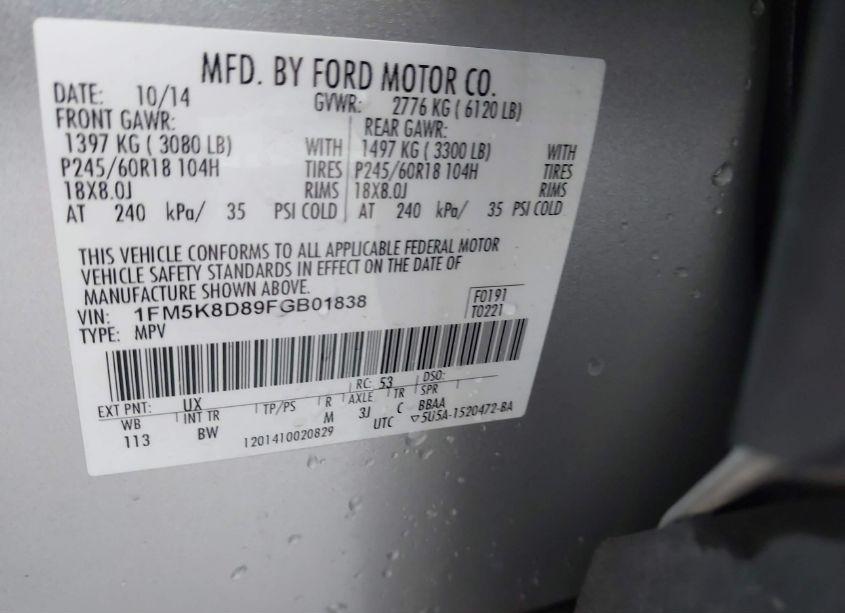 MFD. BY FORD MOTOR CO.
DATE: 10/14 GVWR: 2776 KG ( 6120 LB)
FRONT GAWR: REAR GAWR:
1397 KG ( 3080 LB) WITH 1497 KG ( 3300 LB) WITH
P245/60R18 104H TIRES P245/60R18 104H TIRES
18X8.0J RIMS 18X8.0J RIMS
AT 240 kPa/ 35 PSI COLD AT 240 kPa/ 35 PSI COLD
THIS VEHICLE CONFORMS TO ALL APPLICABLE FEDERAL MOTOR
VEHICLE SAFETY STANDARDS IN EFFECT ON THE DATE OF
MANUFACTURE SHOWN ABOVE.
VIN: 1FM5K8D89FGB01838 F0191
TYPE: MPV T0221
EXT PNT: UX RC: 53 DSO:
WB INT TR TP/PS R AXLE TR SPR
113 BW M 3J C BBAA
1201410020829 UTC ▽5U5A-1520472-BA